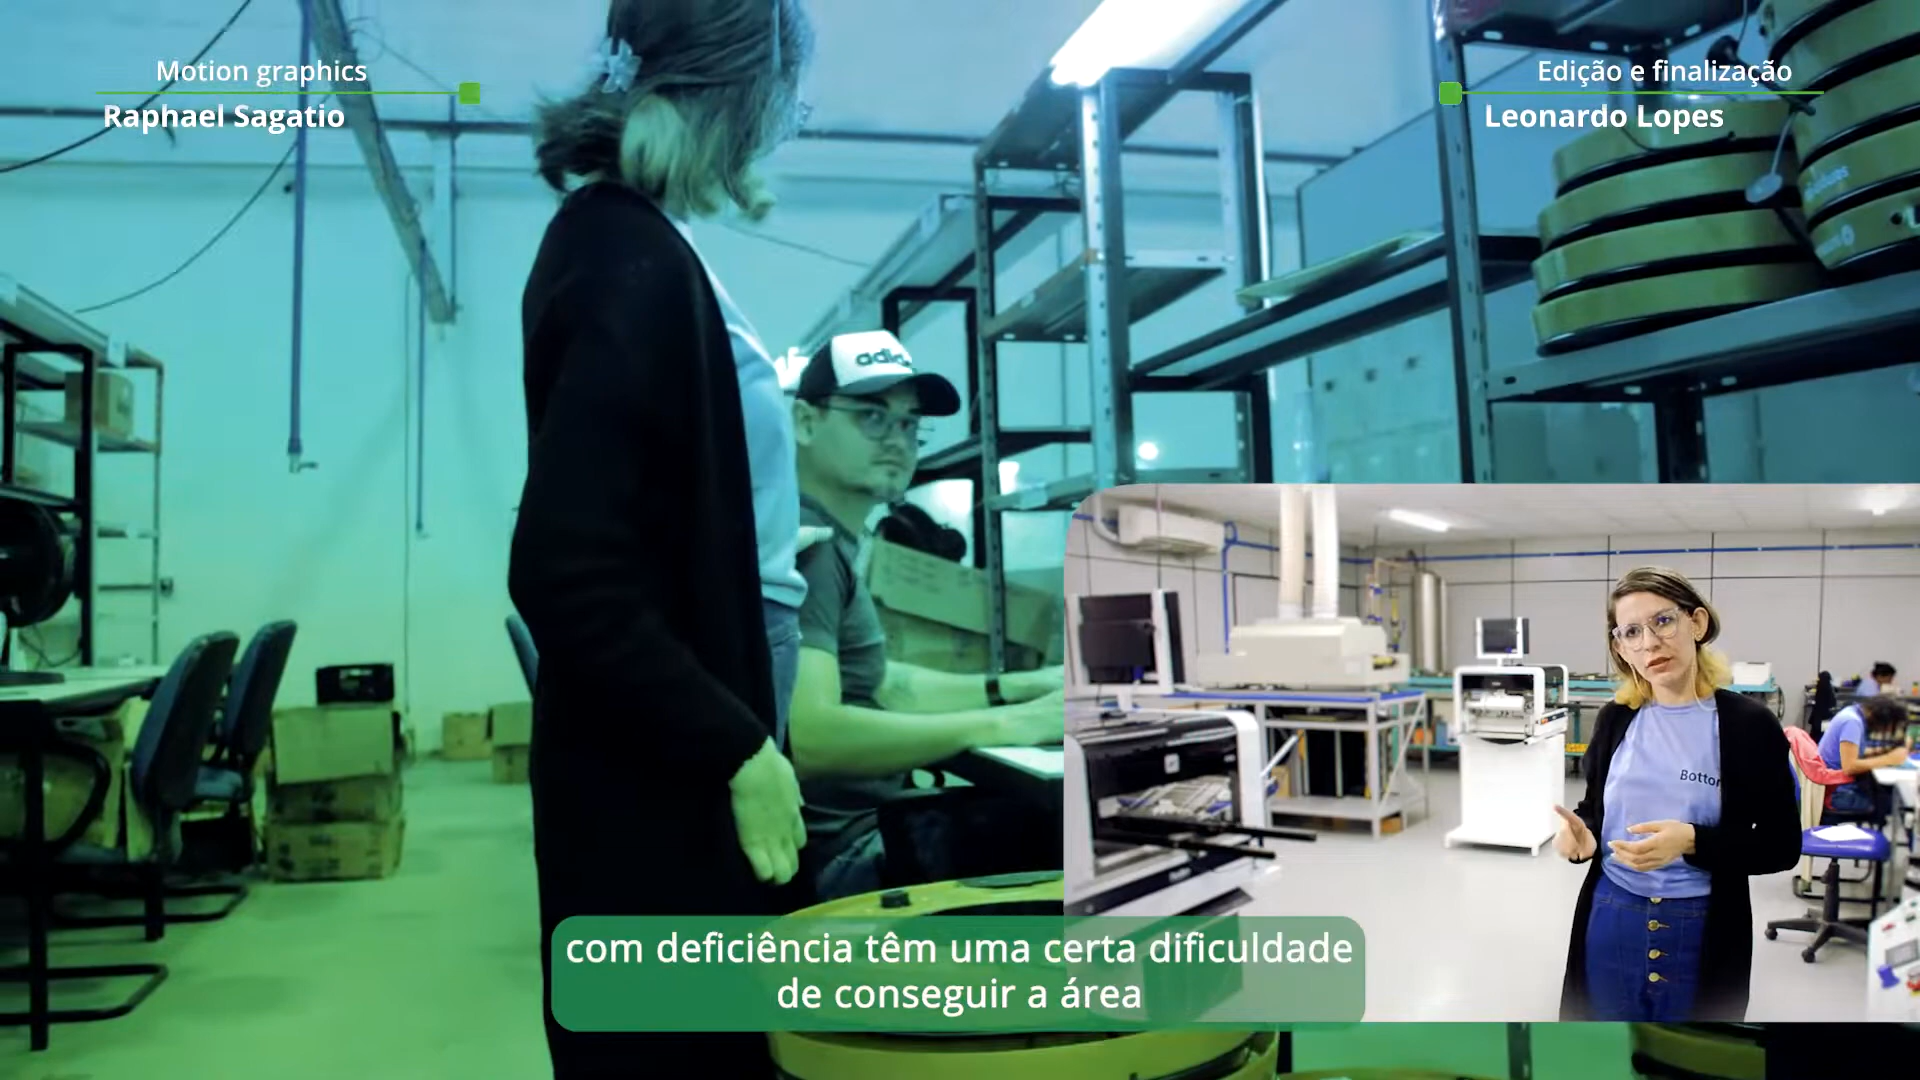 Motion graphics
Raphael Sagatio
Edição e finalização
Leonardo Lopes
com deficiência têm uma certa dificuldade
de conseguir a área